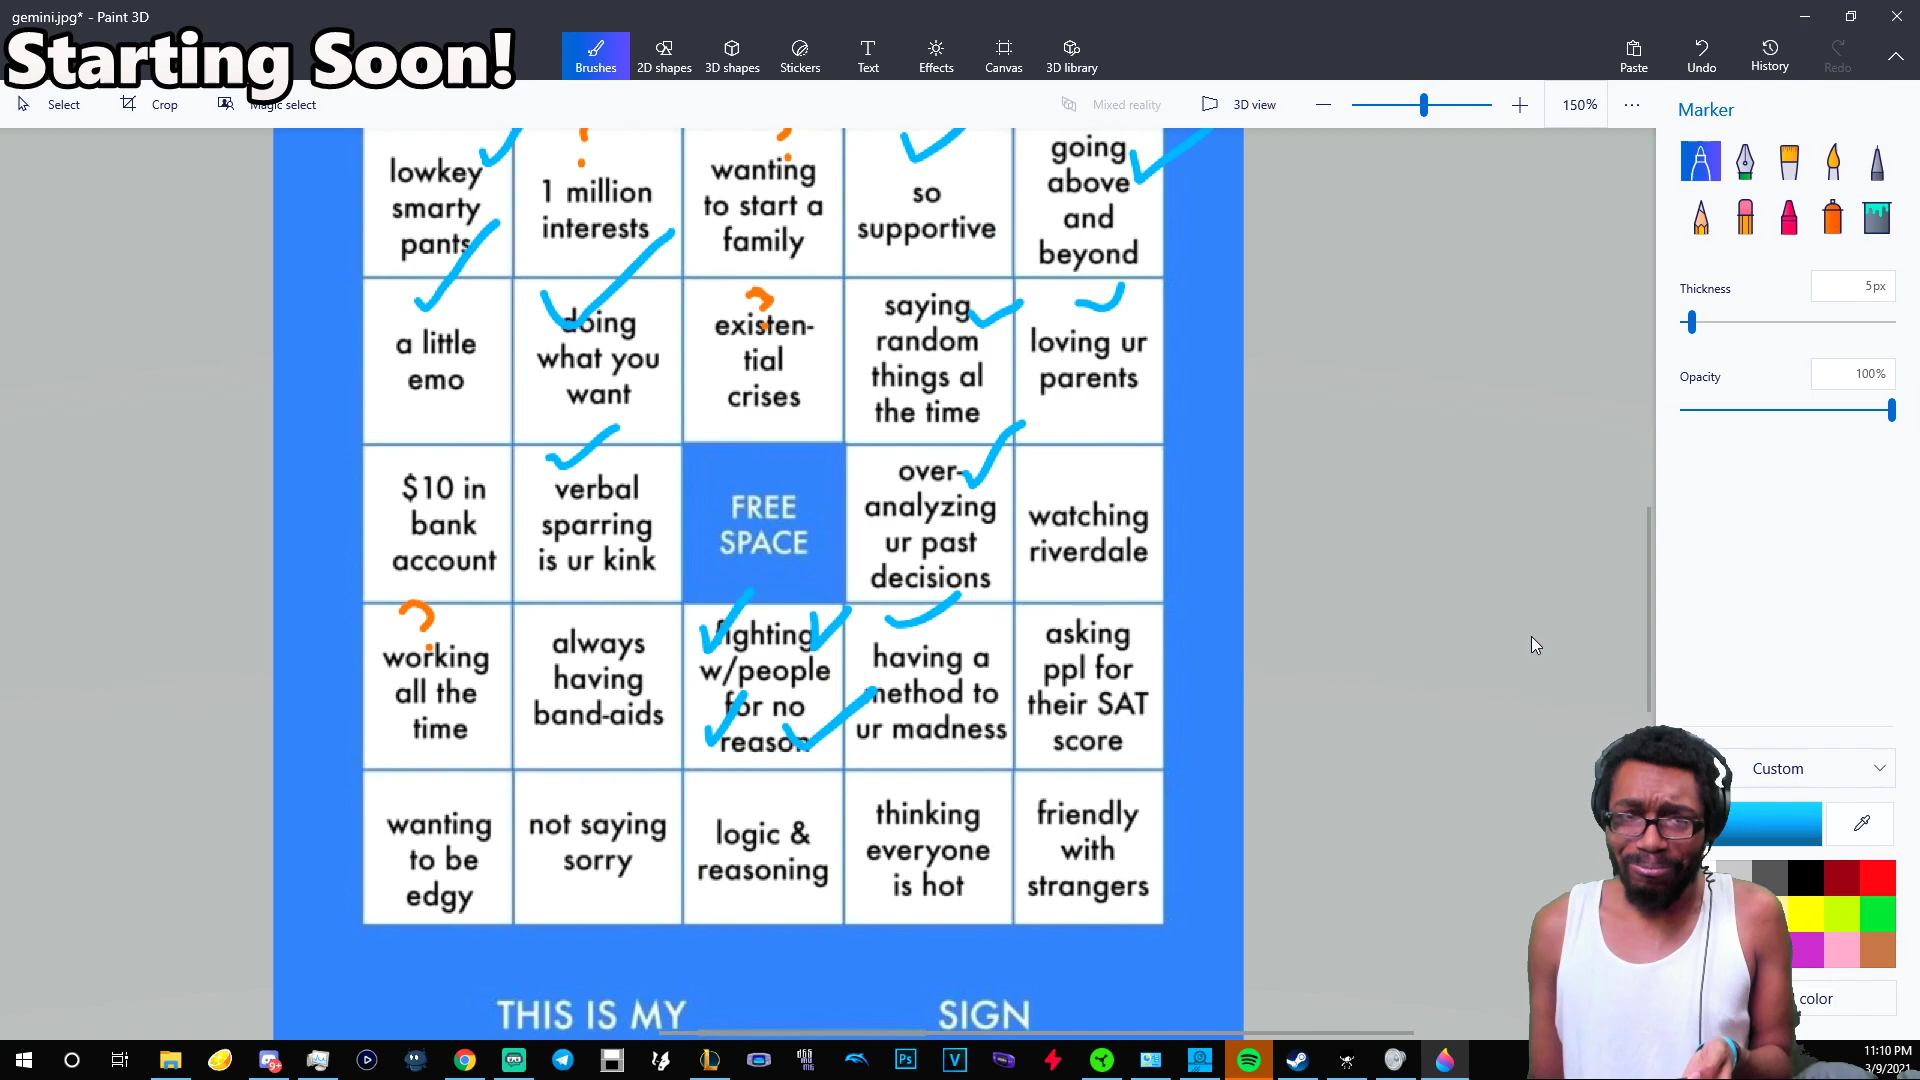 gemini.jpg* - Paint 3D
Starting Soon!
Brushes
2D shapes
3D shapes
Stickers
Text
Effects
Canvas
3D library
Paste
Undo
History
Redo
Select
Crop
Magic select
Mixed reality
3D view
150%
Marker
Thickness
5px
Opacity
100%
Custom
color
lowkey
smarty
pants
1 million
interests
wanting
to start a
family
so
supportive
going
above
and
beyond
a little
emo
doing
what you
want
existen-
tial
crises
saying
random
things al
the time
loving ur
parents
$10 in
bank
account
verbal
sparring
is ur kink
FREE
SPACE
over-
analyzing
ur past
decisions
watching
riverdale
working
all the
time
always
having
band-aids
fighting
w/people
for no
reason
having a
method to
ur madness
asking
ppl for
their SAT
score
wanting
to be
edgy
not saying
sorry
logic &
reasoning
thinking
everyone
is hot
friendly
with
strangers
THIS IS MY SIGN
9+
Ps
V
11:10 PM
3/9/2021